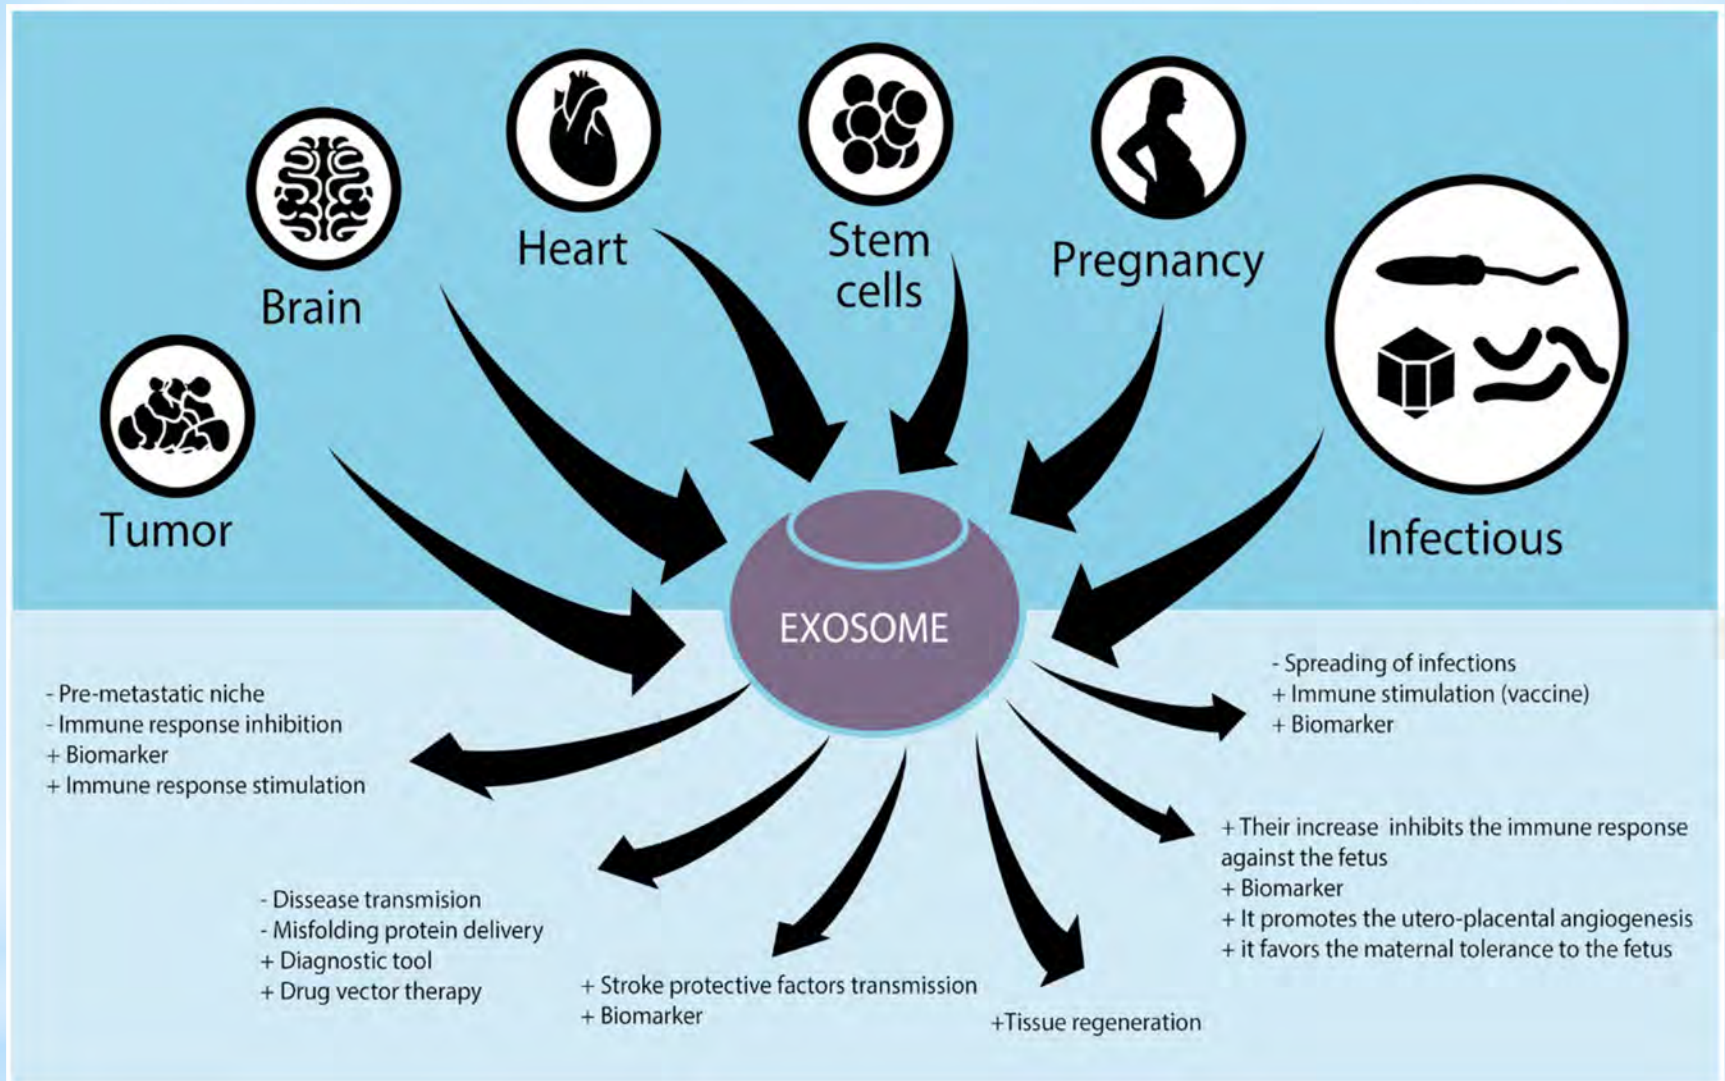 Heart
Stem
cells
Pregnancy
Brain
Tumor
Infectious
EXOSOME
- Pre-metastatic niche
- Immune response inhibition
+ Biomarker
+ Immune response stimulation
- Dissease transmision
- Misfolding protein delivery
+ Diagnostic tool
+ Drug vector therapy
+ Stroke protective factors transmission
+ Biomarker
+Tissue regeneration
+ Their increase inhibits the immune response
against the fetus
+ Biomarker
+ It promotes the utero-placental angiogenesis
+ it favors the maternal tolerance to the fetus
- Spreading of infections
+ Immune stimulation (vaccine)
+ Biomarker